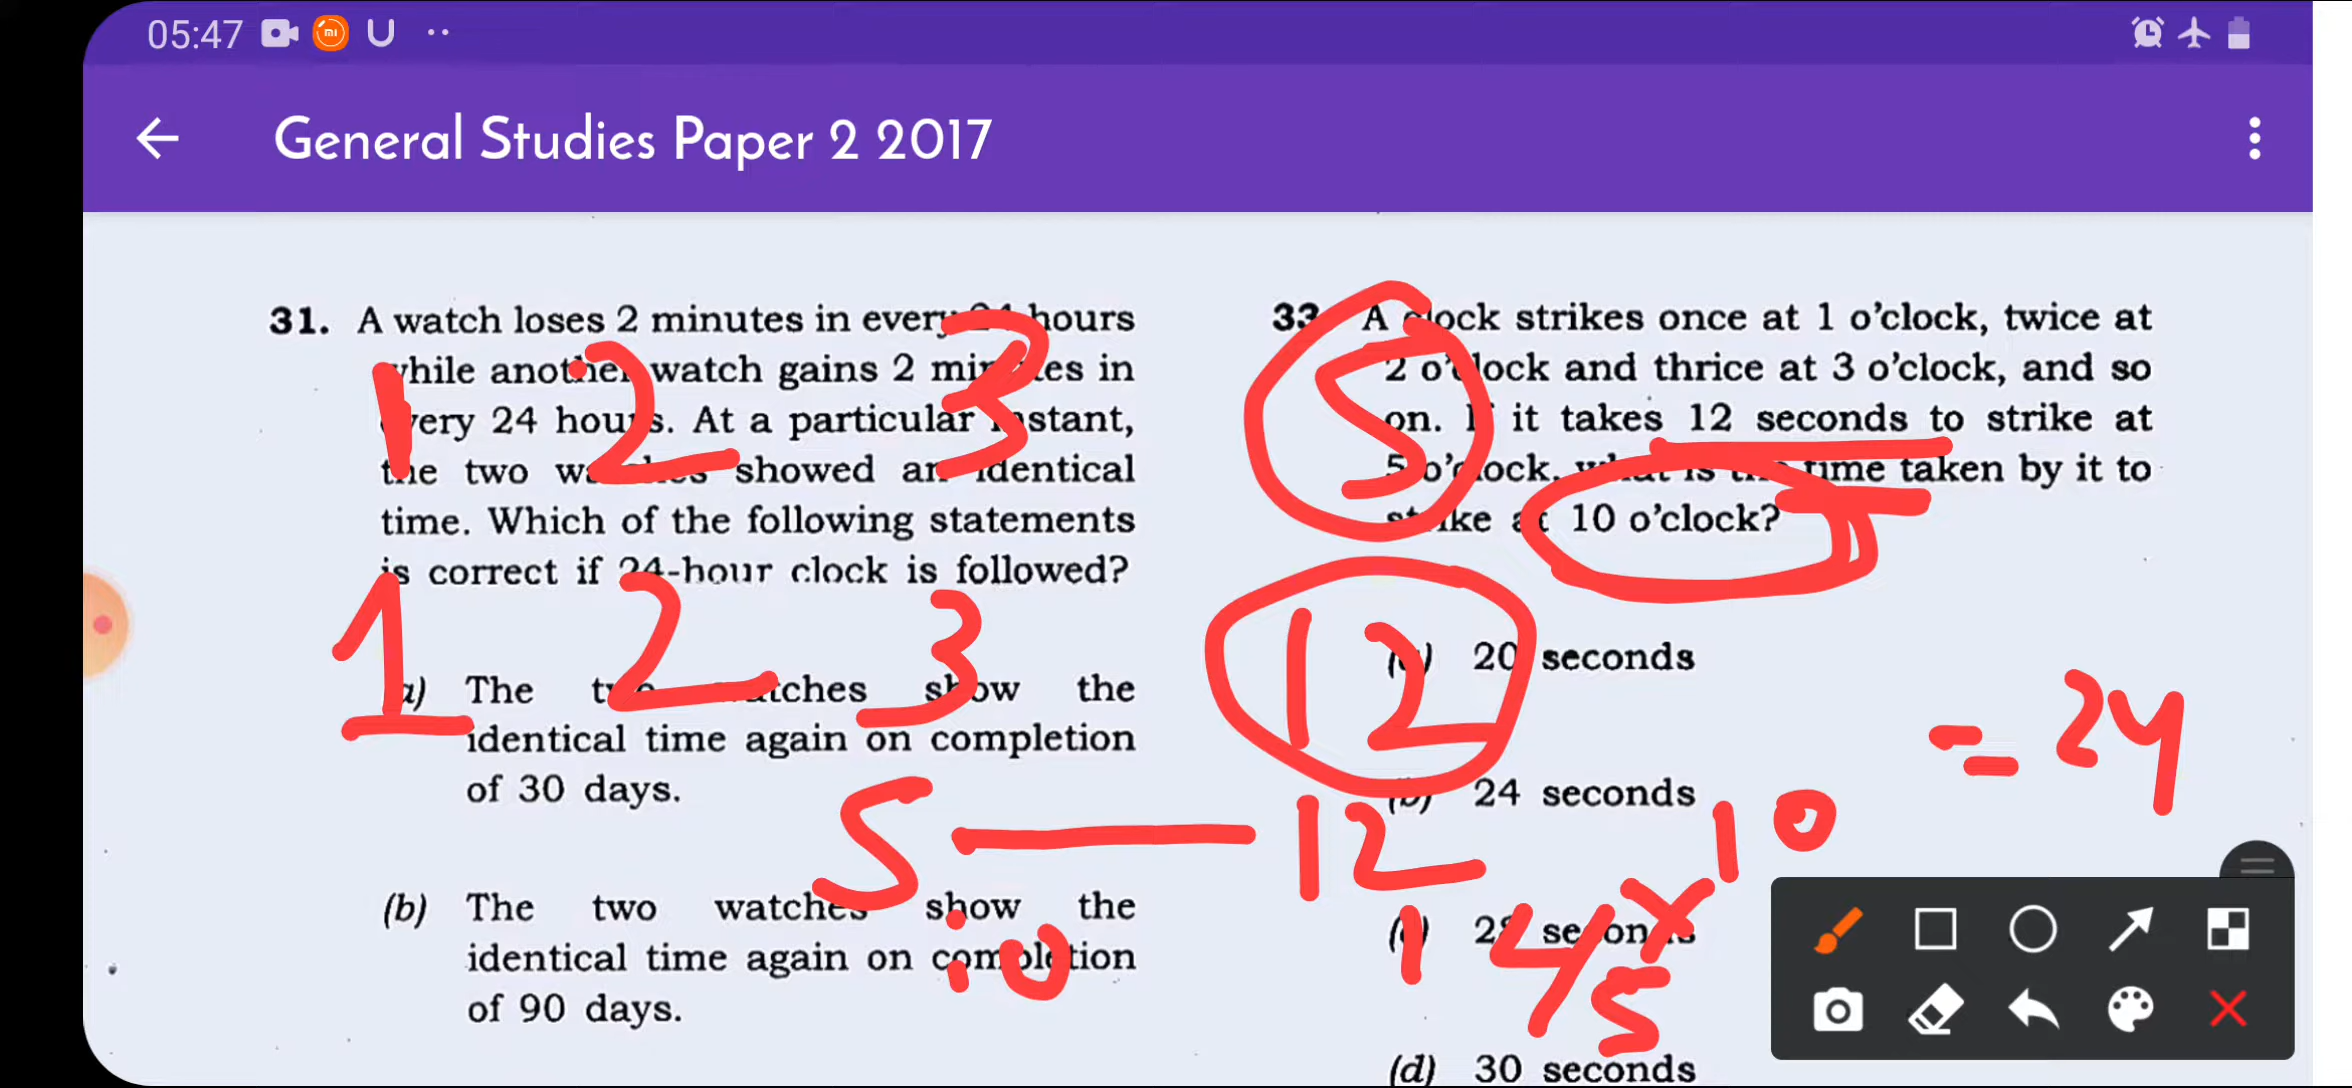 05:47
General Studies Paper 2 2017
31. A watch loses 2 minutes in every 24 hours
while another watch gains 2 minutes in
every 24 hours. At a particular instant,
the two watches showed an identical
time. Which of the following statements
is correct if 24-hour clock is followed?
(a) The two watches show the
identical time again on completion
of 30 days.
(b) The two watches show the
identical time again on completion
of 90 days.
33. A clock strikes once at 1 o'clock, twice at
2 o'clock and thrice at 3 o'clock, and so
on. If it takes 12 seconds to strike at
5 o'clock, what is the time taken by it to
strike at 10 o'clock?
(a) 20 seconds
(b) 24 seconds
(c) 28 seconds
(d) 30 seconds
1 2 3
1 2 3
5
12
5 — 12
10
× 10
5
= 24